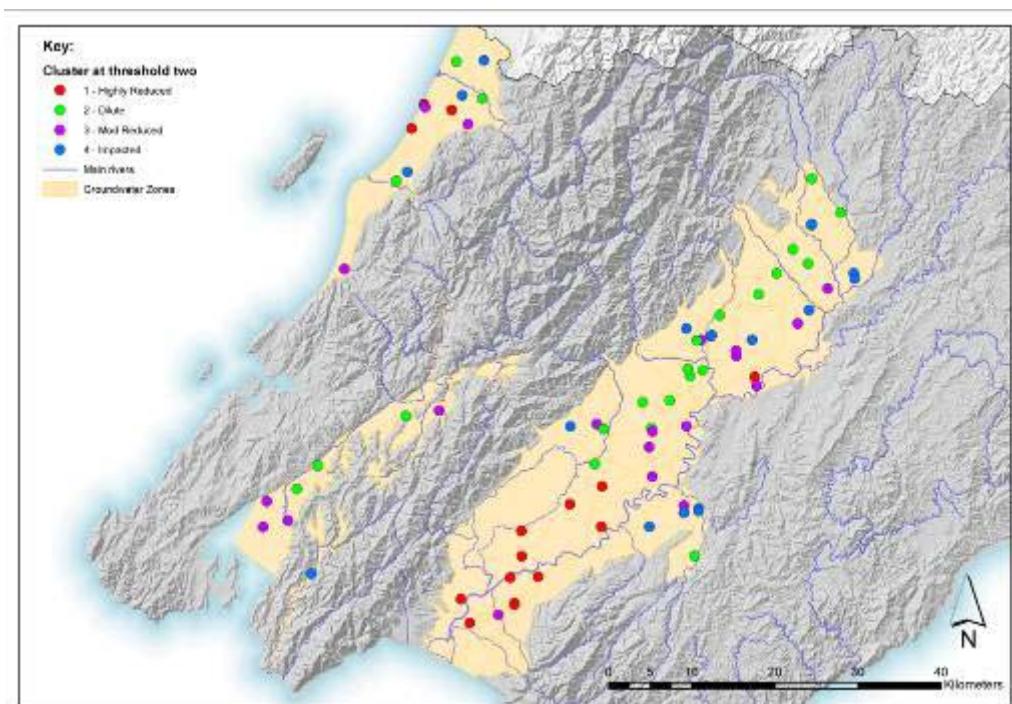 Key:
Cluster at threshold two
1 - Highly Reduced
2 - Dilute
3 - Mod Reduced
4 - Impacted
Main rivers
Groundwater Zones
N
0 5 10 20 30 40
Kilometers